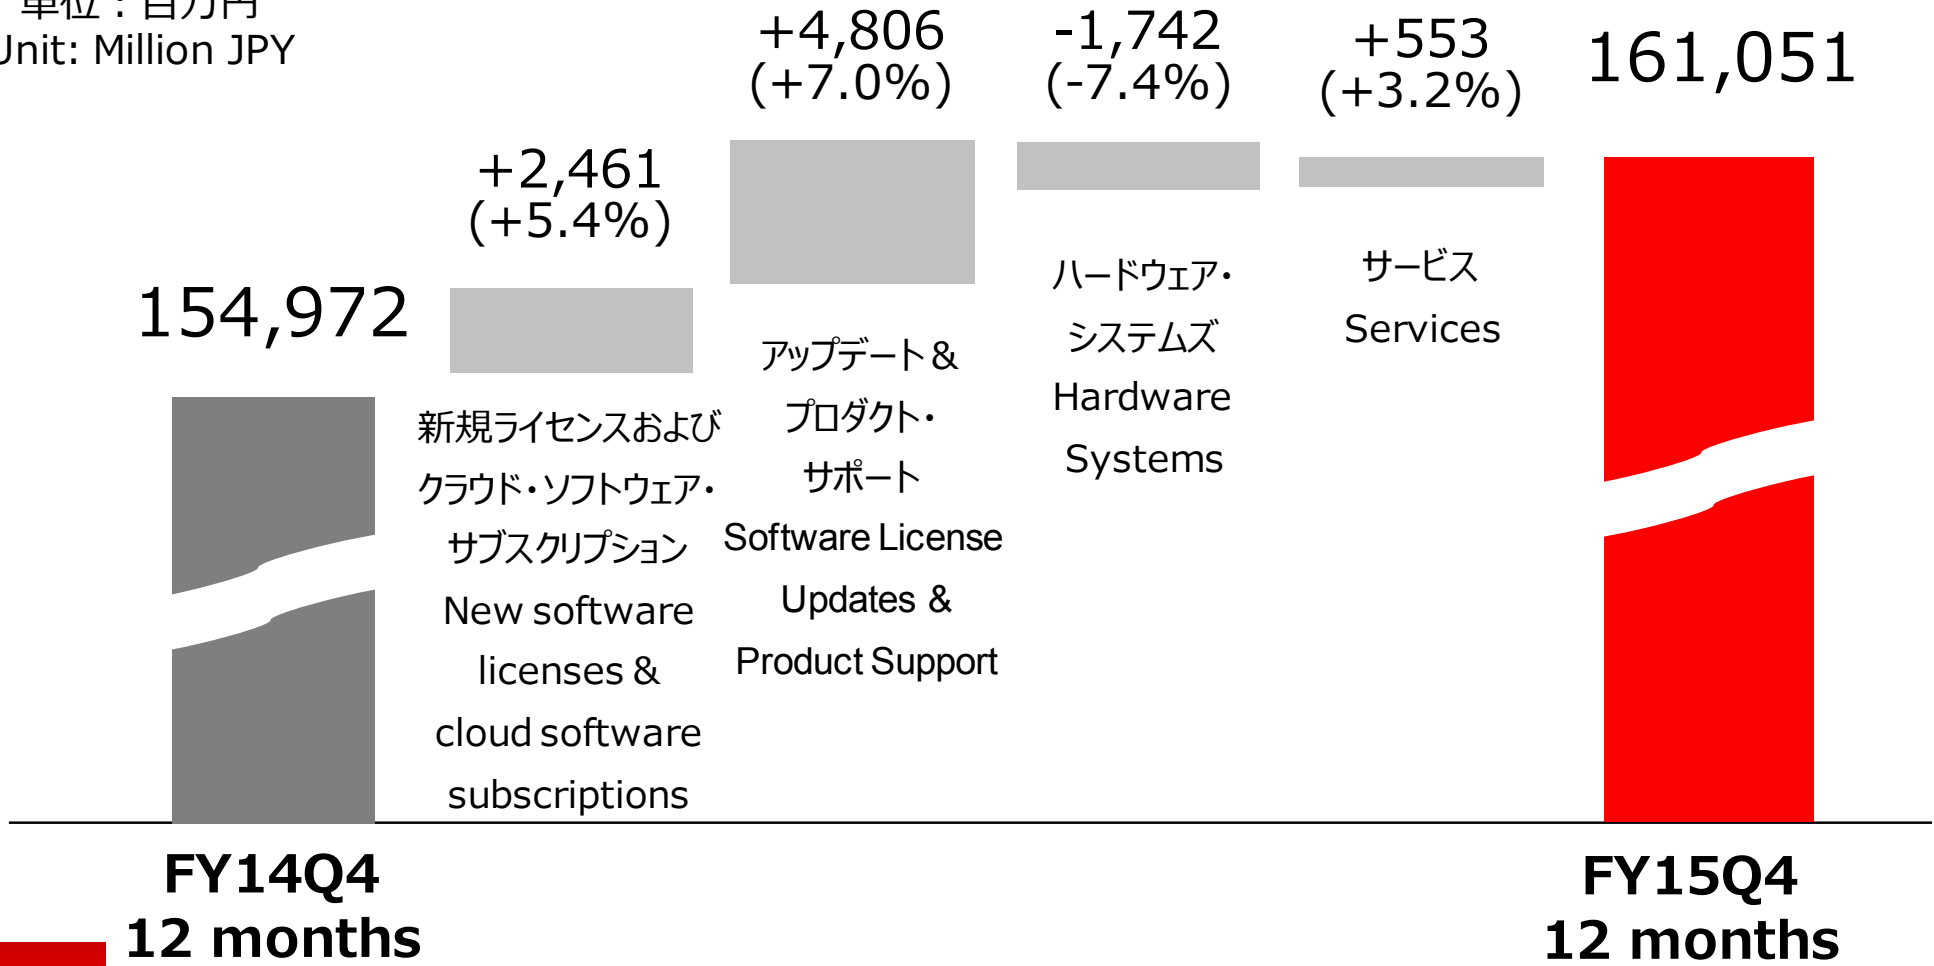 単位：百万円
Unit: Million JPY
154,972
+2,461
(+5.4%)
新規ライセンスおよび
クラウド・ソフトウェア・
サブスクリプション
New software
licenses &
cloud software
subscriptions
+4,806
(+7.0%)
アップデート &
プロダクト・
サポート
Software License
Updates &
Product Support
-1,742
(-7.4%)
ハードウェア・
システムズ
Hardware
Systems
+553
(+3.2%)
サービス
Services
161,051
FY14Q4
12 months
FY15Q4
12 months